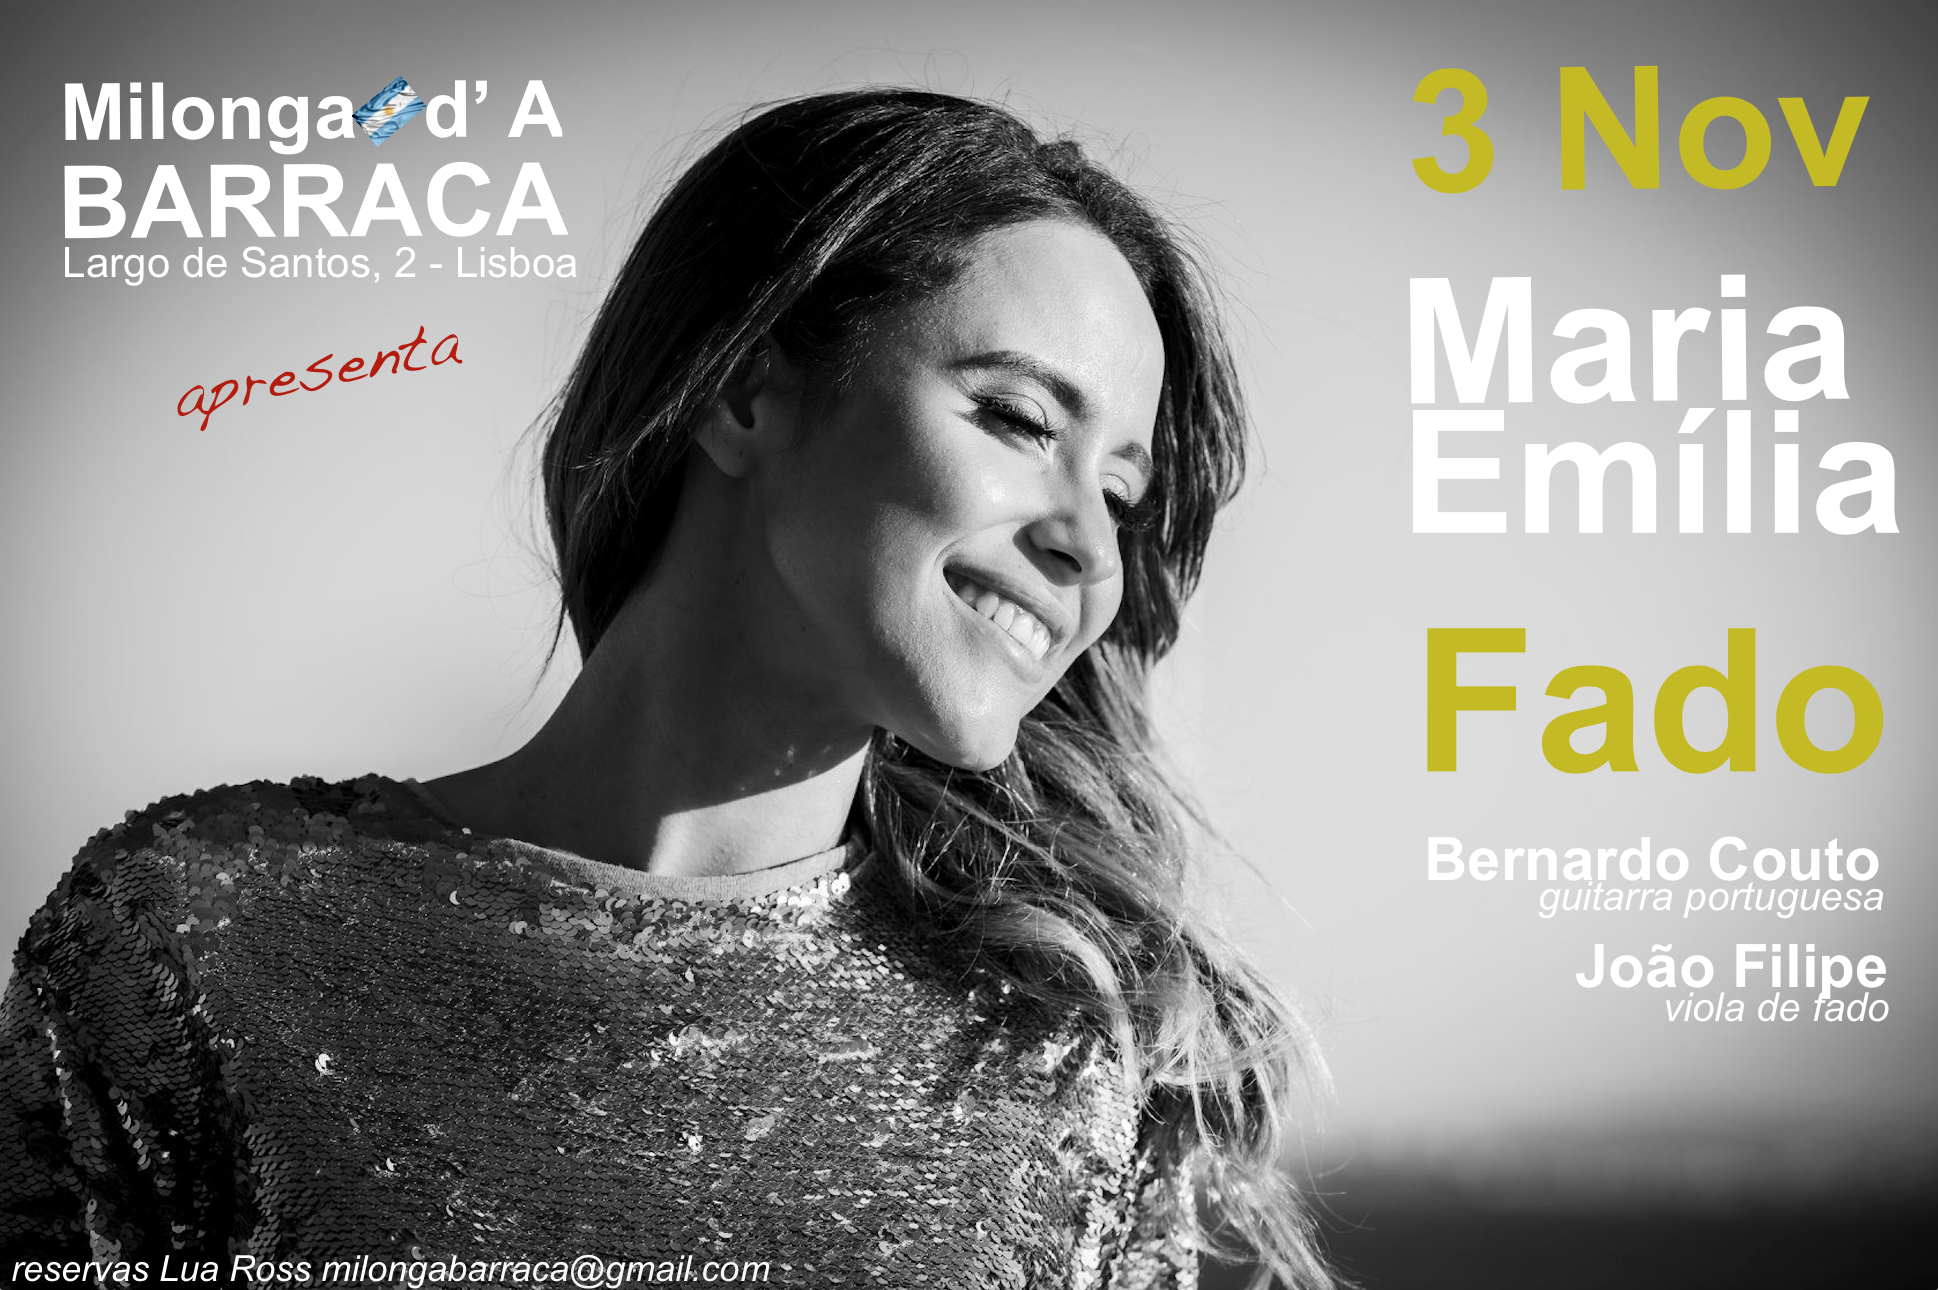 Milonga d' A
BARRACA
Largo de Santos, 2 - Lisboa
apresenta
3 Nov
Maria
Emília
Fado
Bernardo Couto
guitarra portuguesa
João Filipe
viola de fado
reservas Lua Ross milongabarraca@gmail.com